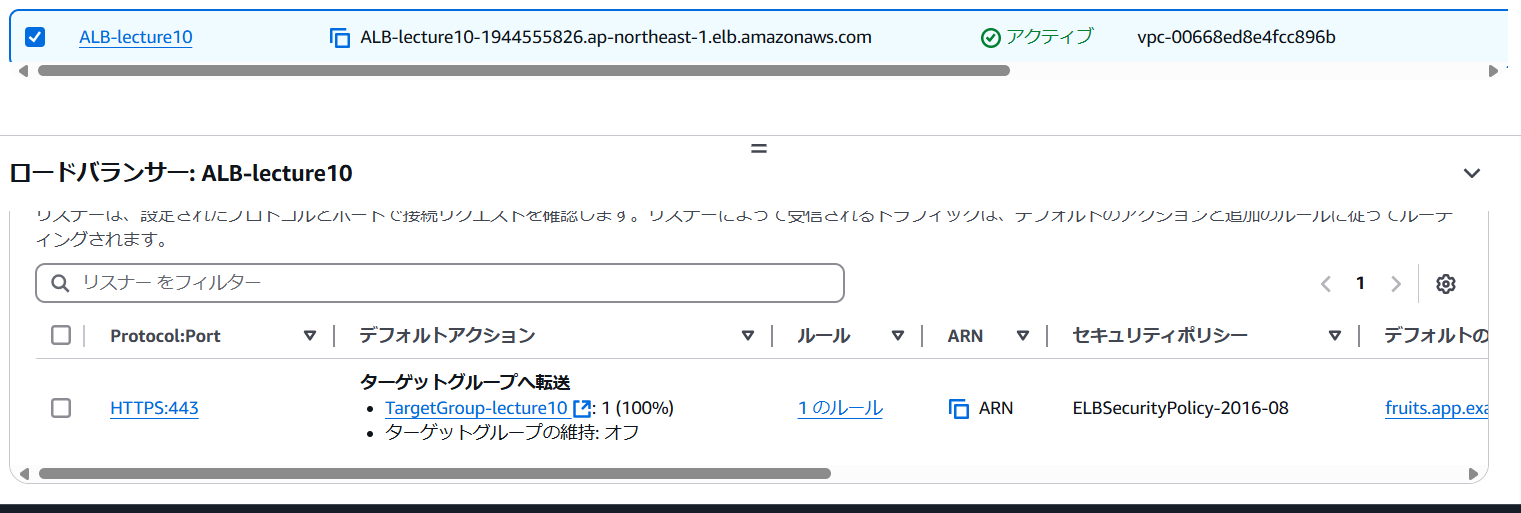 ALB-lecture10 ALB-lecture10-1944555826.ap-northeast-1.elb.amazonaws.com アクティブ vpc-00668ed8e4fcc896b
ロードバランサー: ALB-lecture10
リスナーは、設定されたプロトコルとポートで接続リクエストを確認します。リスナーによって受信されるトラフィックは、デフォルトのアクションと追加のルールに従ってルーテ
ィングされます。
リスナー をフィルター 1
Protocol:Port デフォルトアクション ルール ARN セキュリティポリシー デフォルトの
ターゲットグループへ転送
HTTPS:443 • TargetGroup-lecture10 : 1 (100%) 1 のルール ARN ELBSecurityPolicy-2016-08 fruits.app.exa
• ターゲットグループの維持: オフ